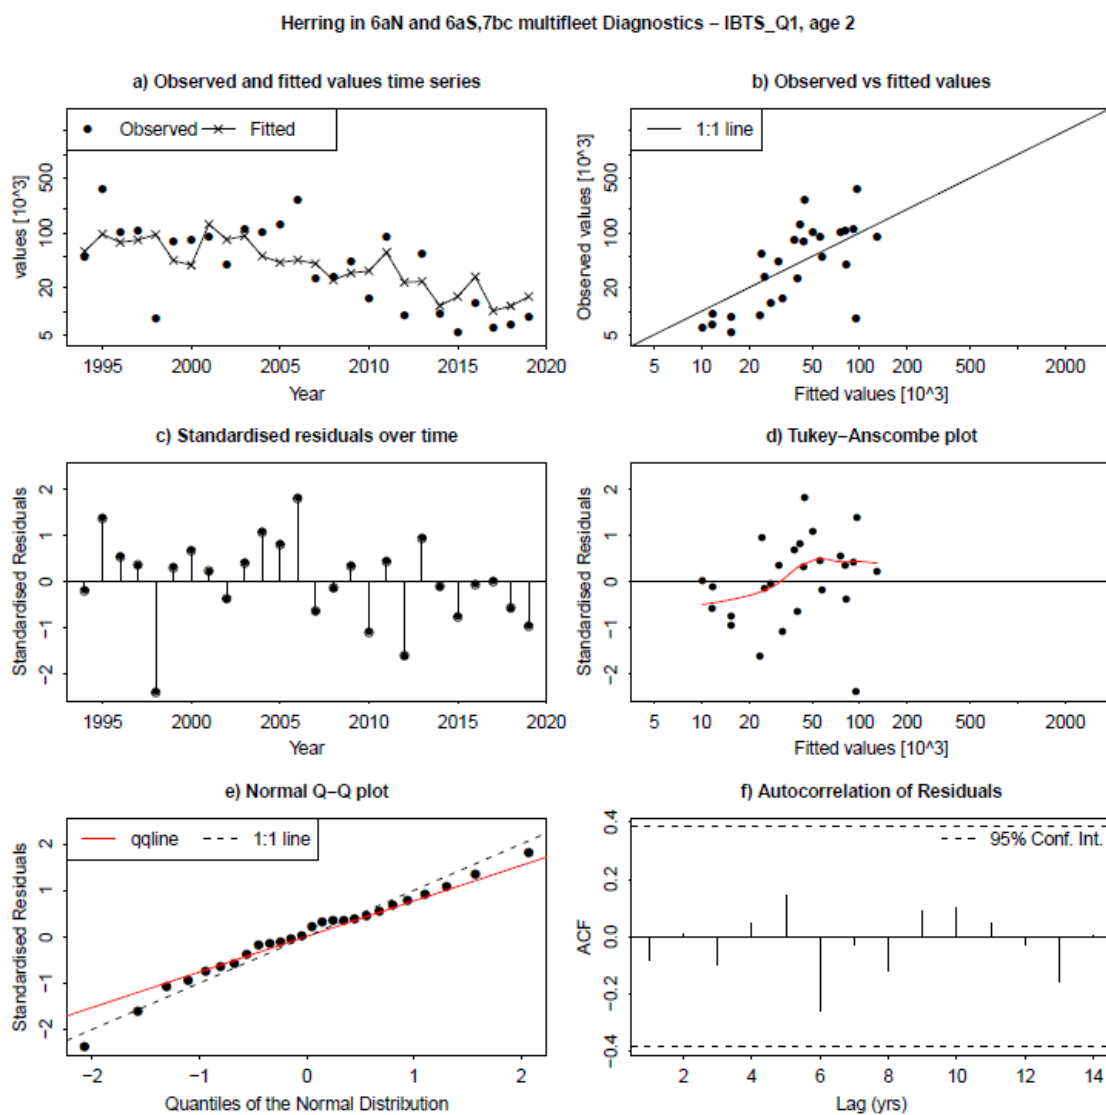 Herring in 6aN and 6aS,7bc multifleet Diagnostics − IBTS_Q1, age 2
a) Observed and fitted values time series
Observed
Fitted
values [10^3]
500
100
20
5
1995 2000 2005 2010 2015 2020
Year
b) Observed vs fitted values
1:1 line
Observed values [10^3]
500
100
20
5
5 10 20 50 100 200 500 2000
Fitted values [10^3]
c) Standardised residuals over time
Standardised Residuals
2
1
0
−1
−2
1995 2000 2005 2010 2015 2020
Year
d) Tukey−Anscombe plot
Standardised Residuals
2
1
0
−1
−2
5 10 20 50 100 200 500 2000
Fitted values [10^3]
e) Normal Q−Q plot
qqline
1:1 line
Standardised Residuals
2
1
0
−1
−2
−2 −1 0 1 2
Quantiles of the Normal Distribution
f) Autocorrelation of Residuals
95% Conf. Int.
ACF
0.4
0.2
0.0
−0.2
−0.4
2 4 6 8 10 12 14
Lag (yrs)